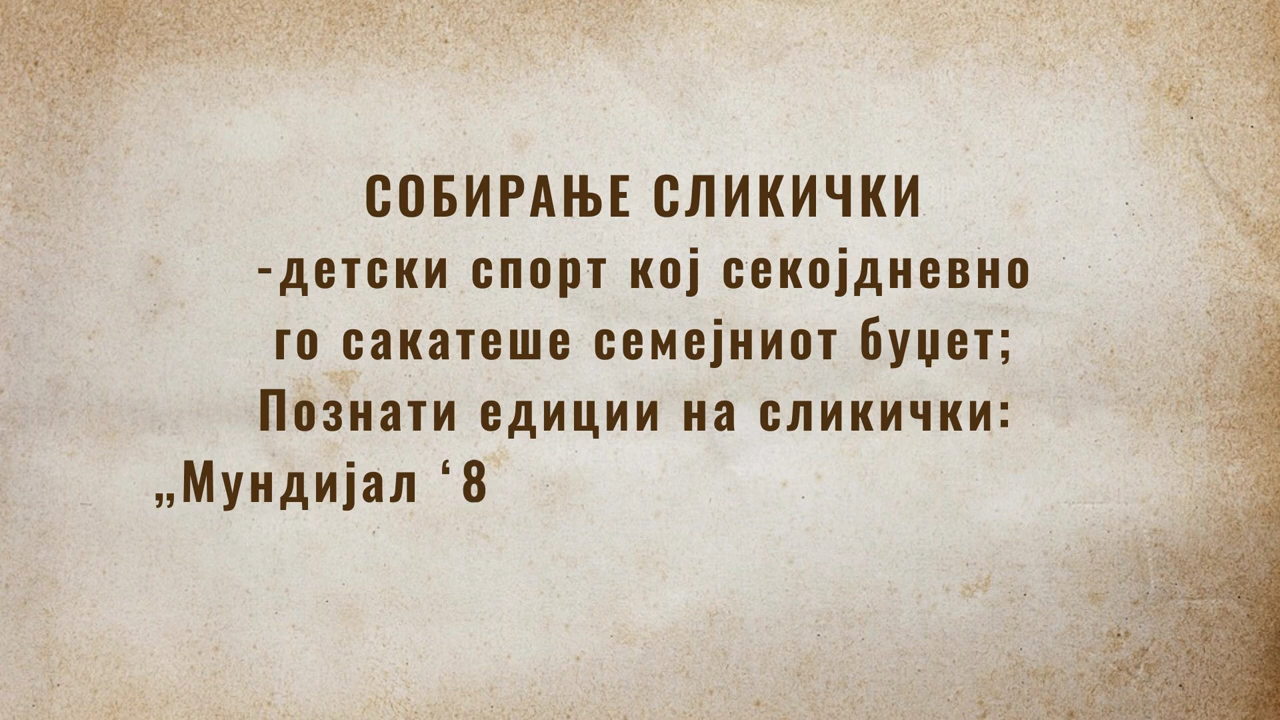 СОБИРАЊЕ СЛИКИЧКИ
-детски спорт кој секојдневно
го сакатеше семејниот буџет;
Познати едиции на сликички:
„Мундијал ‘8